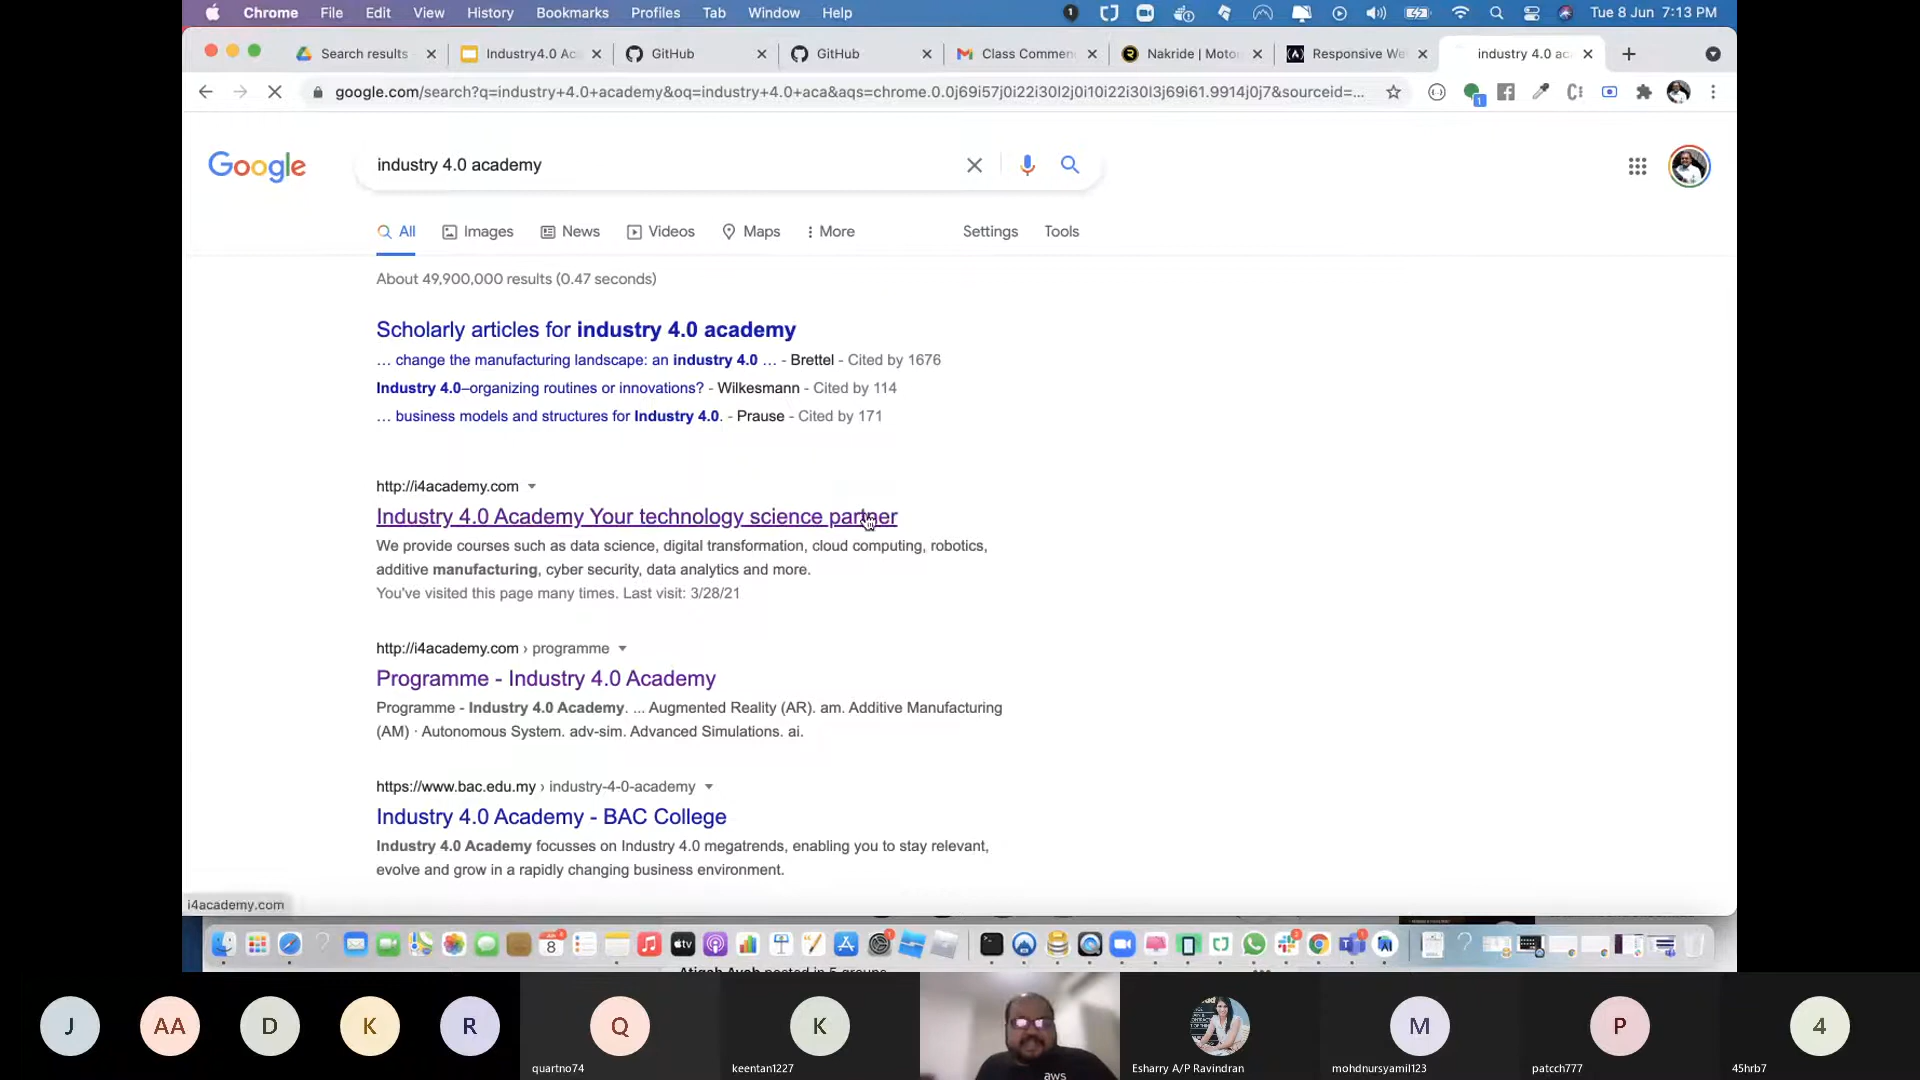 Chrome File Edit View History Bookmarks Profiles Tab Window Help 1 Tue 8 Jun 7:13 PM
Search results Industry4.0 Ac GitHub GitHub Class Commen Nakride | Moto Responsive We industry 4.0 ac
google.com/search?q=industry+4.0+academy&oq=industry+4.0+aca&aqs=chrome.0.0j69i57j0i22i30l2j0i10i22i30l3j69i61.9914j0j7&sourceid=... 1
Google industry 4.0 academy
All Images News Videos Maps More Settings Tools
About 49,900,000 results (0.47 seconds)
Scholarly articles for industry 4.0 academy
… change the manufacturing landscape: an industry 4.0 … - Brettel - Cited by 1676
Industry 4.0–organizing routines or innovations? - Wilkesmann - Cited by 114
… business models and structures for Industry 4.0. - Prause - Cited by 171
http://i4academy.com
Industry 4.0 Academy Your technology science partner
We provide courses such as data science, digital transformation, cloud computing, robotics,
additive manufacturing, cyber security, data analytics and more.
You've visited this page many times. Last visit: 3/28/21
http://i4academy.com › programme
Programme - Industry 4.0 Academy
Programme - Industry 4.0 Academy. ... Augmented Reality (AR). am. Additive Manufacturing
(AM) · Autonomous System. adv-sim. Advanced Simulations. ai.
https://www.bac.edu.my › industry-4-0-academy
Industry 4.0 Academy - BAC College
Industry 4.0 Academy focusses on Industry 4.0 megatrends, enabling you to stay relevant,
evolve and grow in a rapidly changing business environment.
i4academy.com
8 tv
posted in 5 groups
J AA D K R Q K M P 4
aws
quartno74 keentan1227 Esharry A/P Ravindran mohdnursyamil123 patcch777 45hrb7